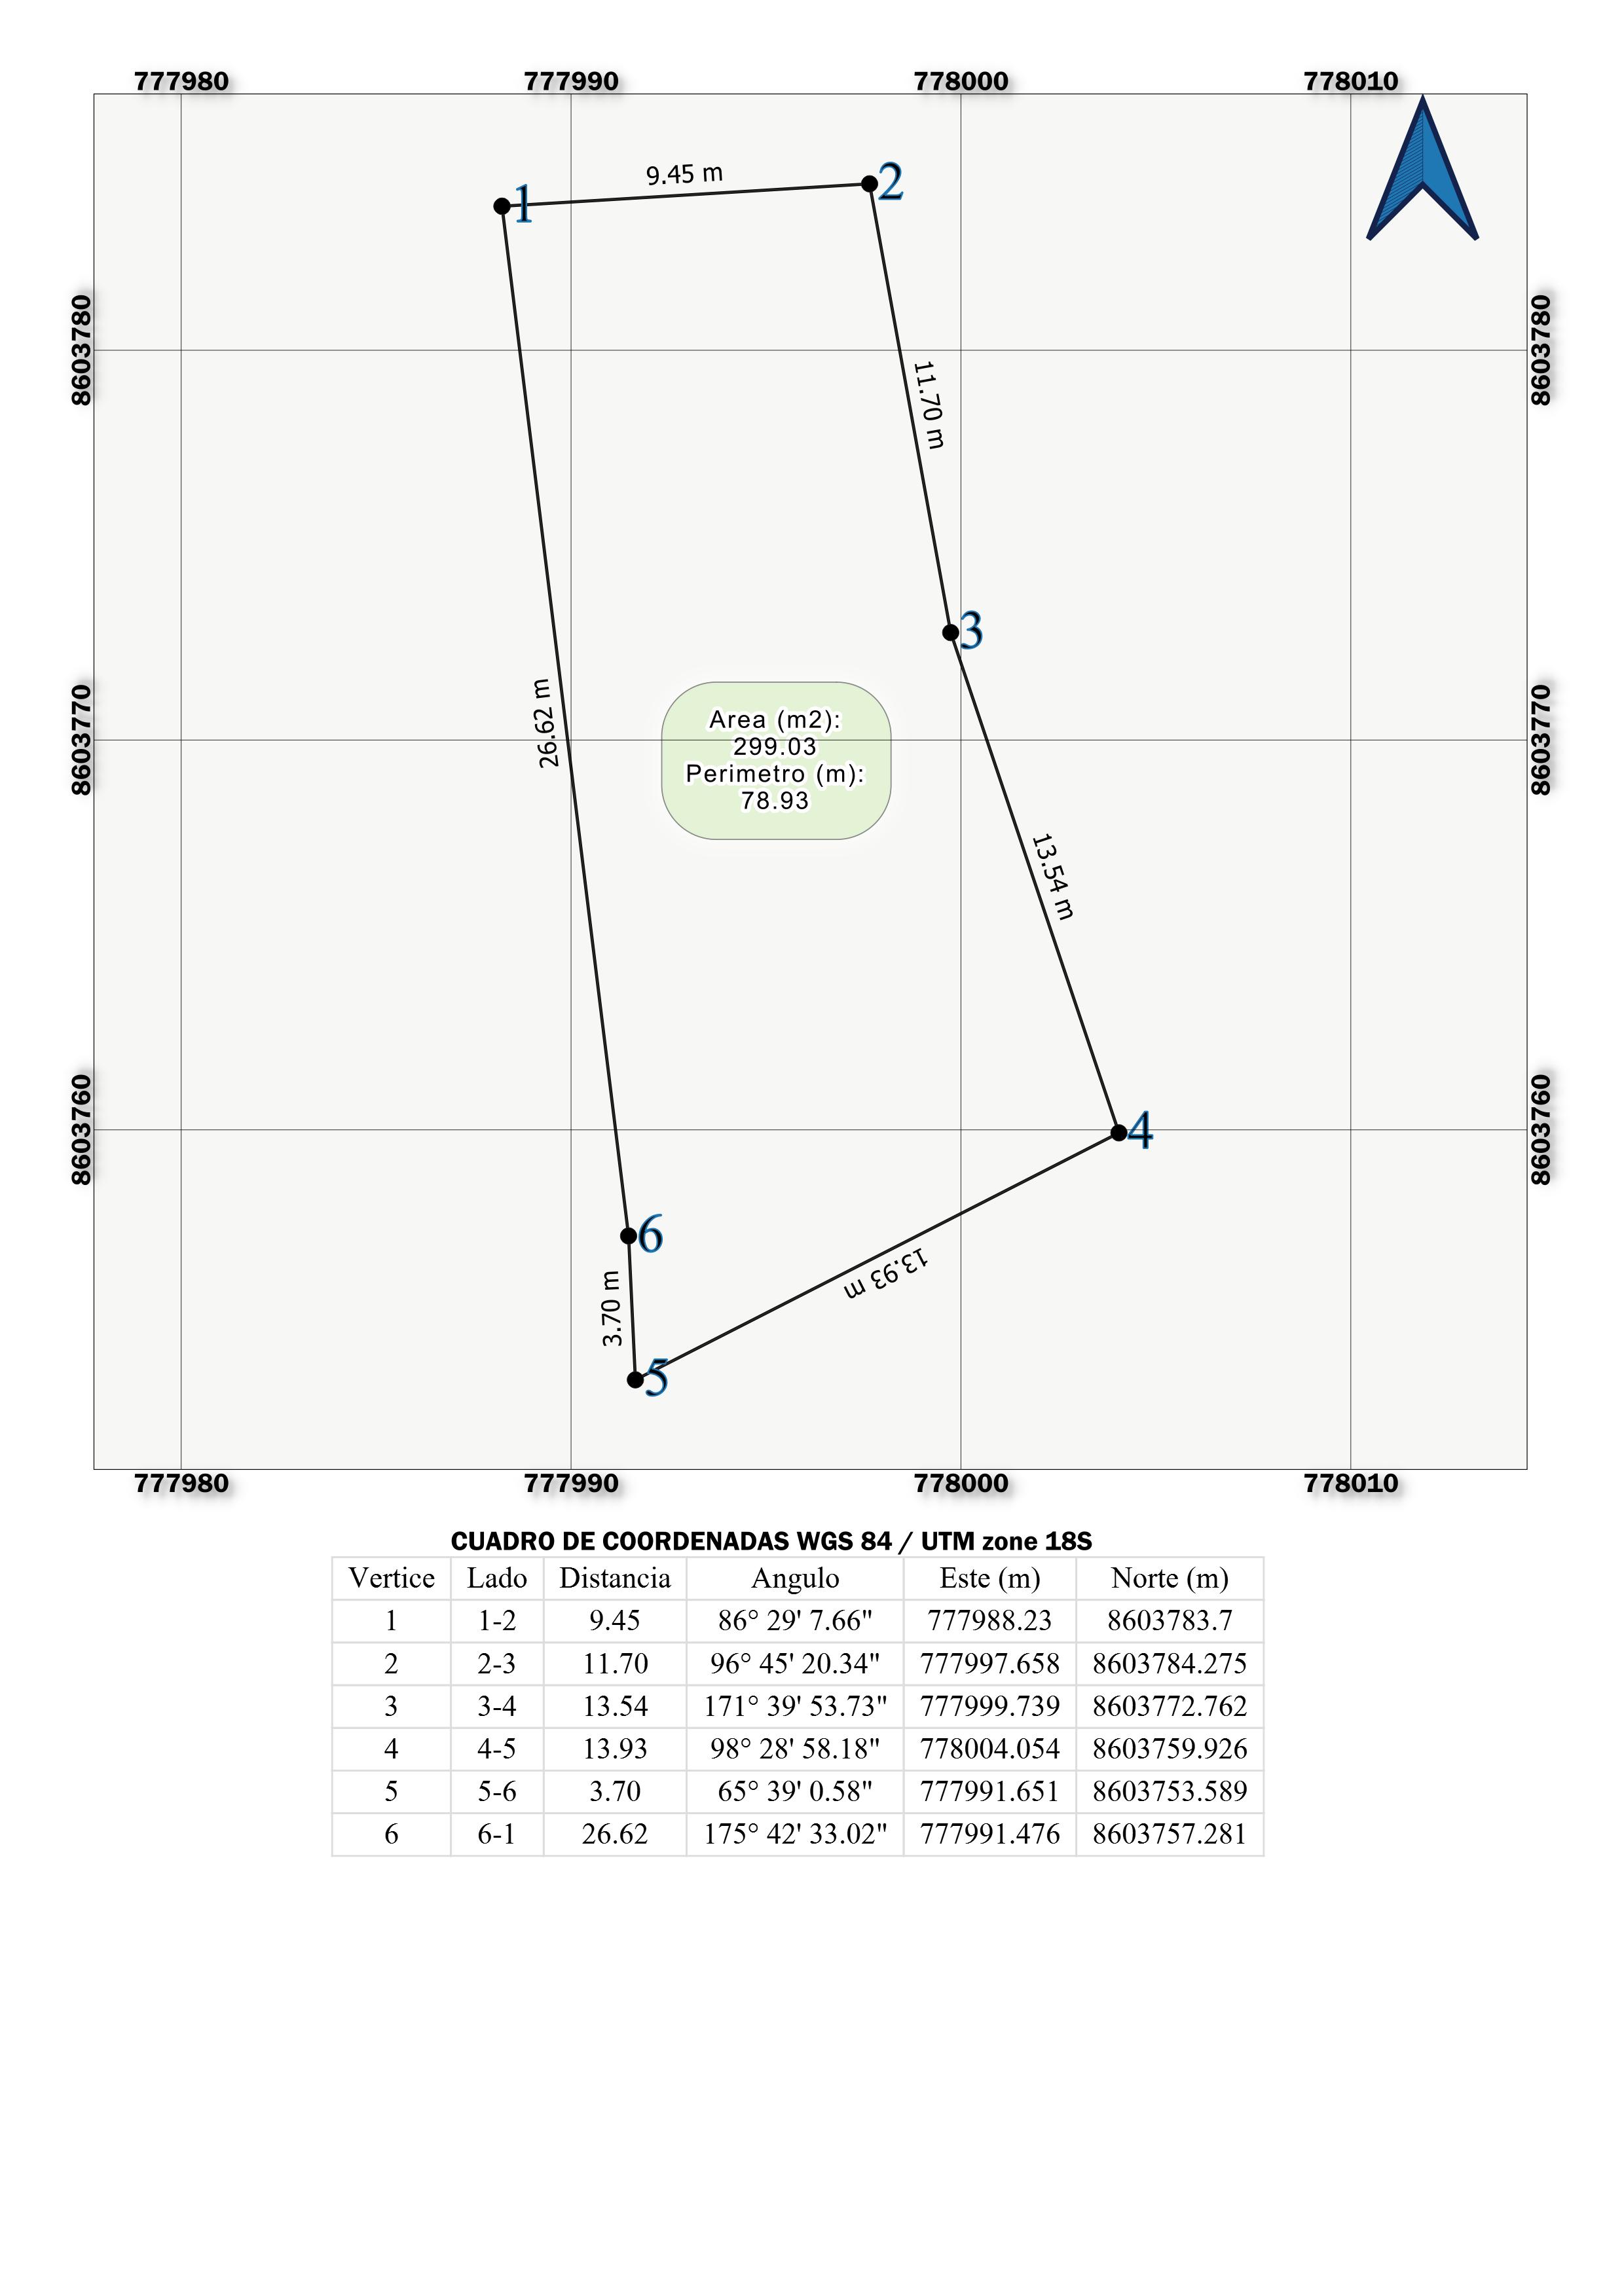 777980 777990 778000 778010
1
9.45 m
2
8603780
8603780
11.70 m
3
26.62 m
8603770
8603770
Area (m2):
299.03
Perimetro (m):
78.93
13.54 m
8603760
8603760
4
6
13.93 m
3.70 m
5
777980 777990 778000 778010
CUADRO DE COORDENADAS WGS 84 / UTM zone 18S
Vertice Lado Distancia Angulo Este (m) Norte (m)
1 1-2 9.45 86° 29' 7.66" 777988.23 8603783.7
2 2-3 11.70 96° 45' 20.34" 777997.658 8603784.275
3 3-4 13.54 171° 39' 53.73" 777999.739 8603772.762
4 4-5 13.93 98° 28' 58.18" 778004.054 8603759.926
5 5-6 3.70 65° 39' 0.58" 777991.651 8603753.589
6 6-1 26.62 175° 42' 33.02" 777991.476 8603757.281